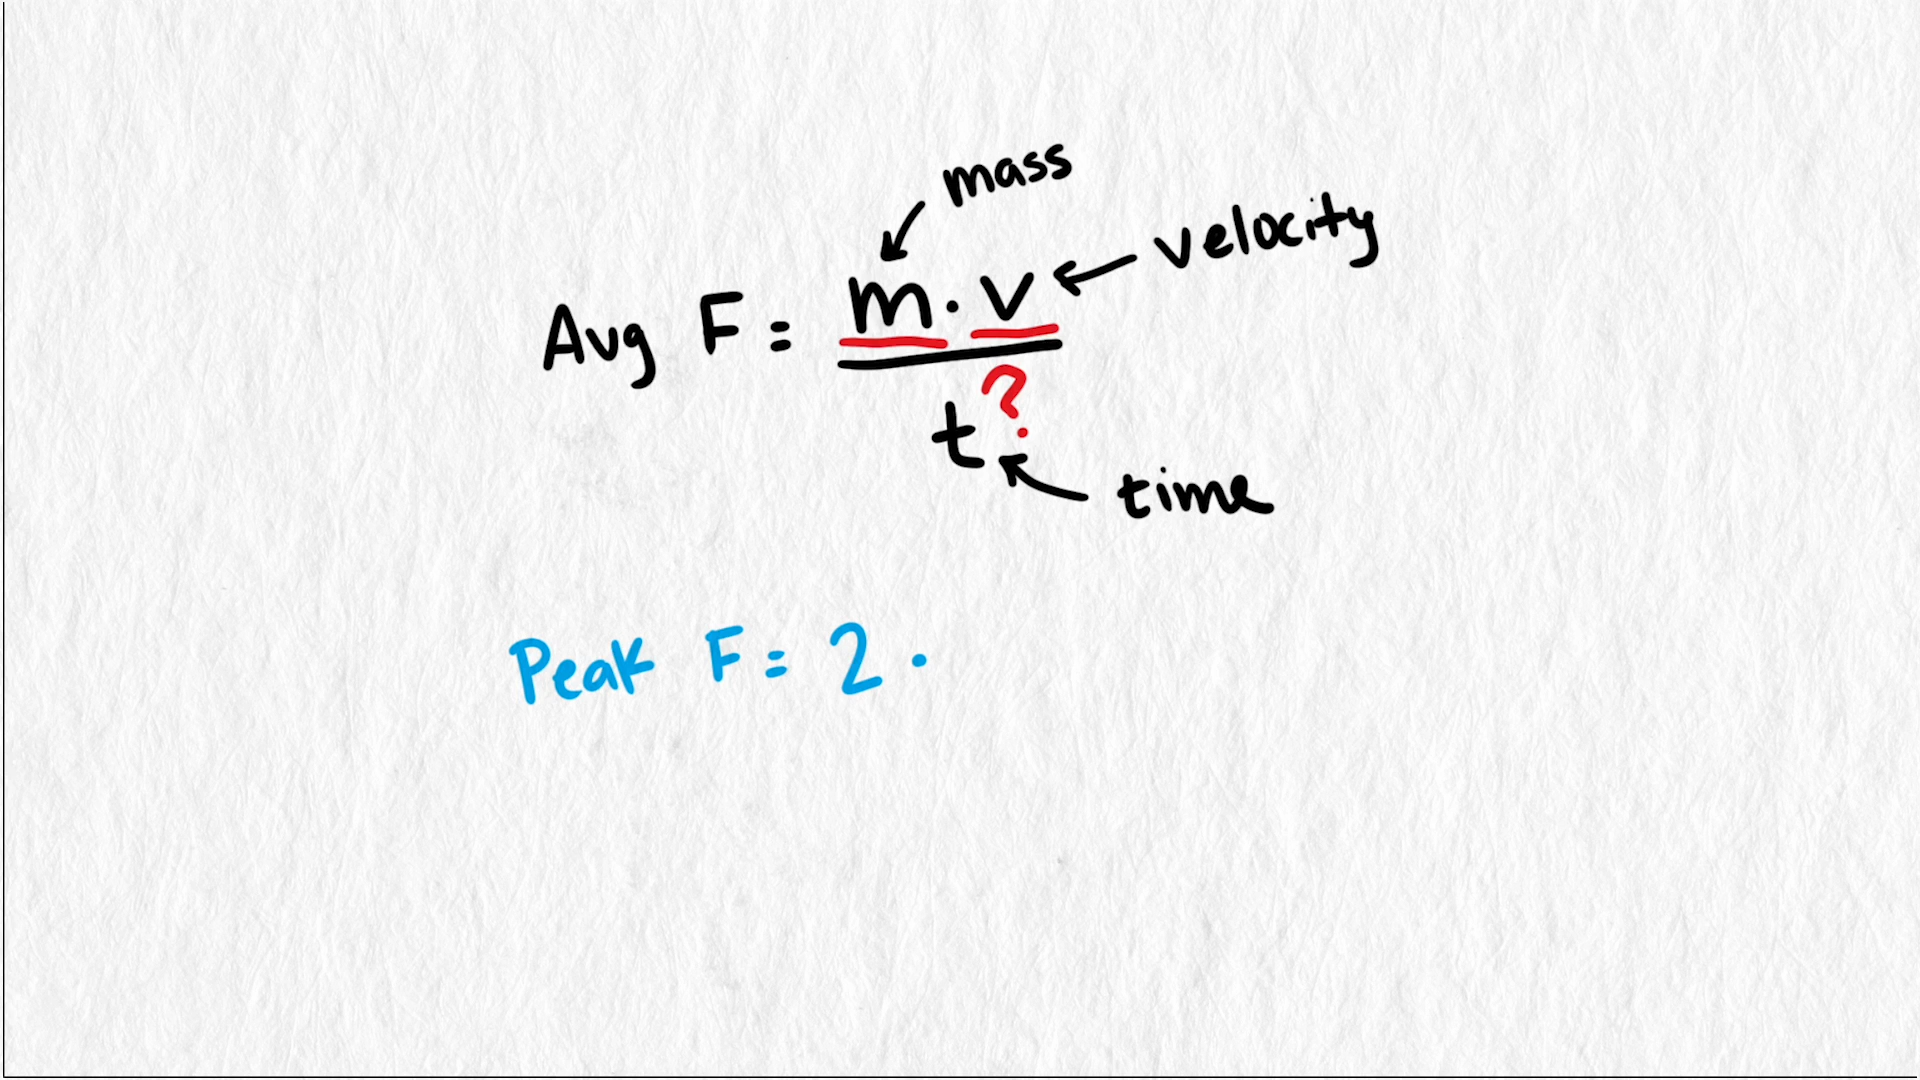 mass
velocity
Avg F = m · v
t ?
time
Peak F = 2 ·